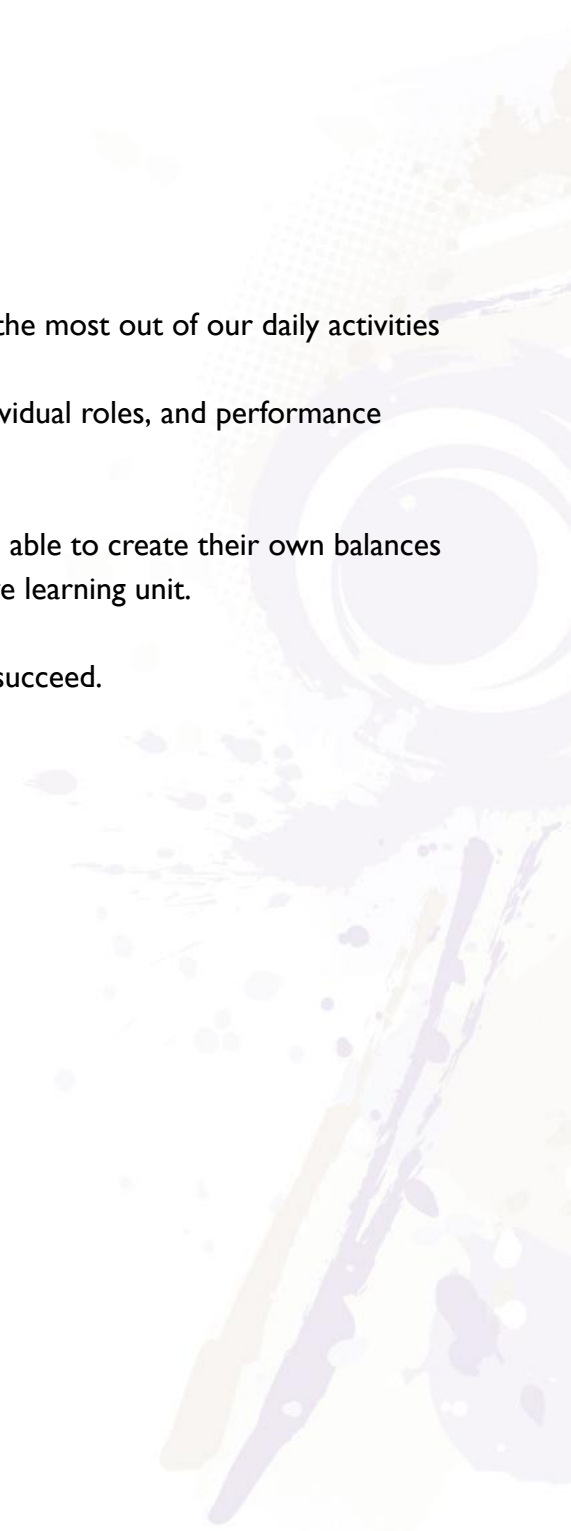 the most out of our daily activities
vidual roles, and performance
able to create their own balances
e learning unit.
succeed.